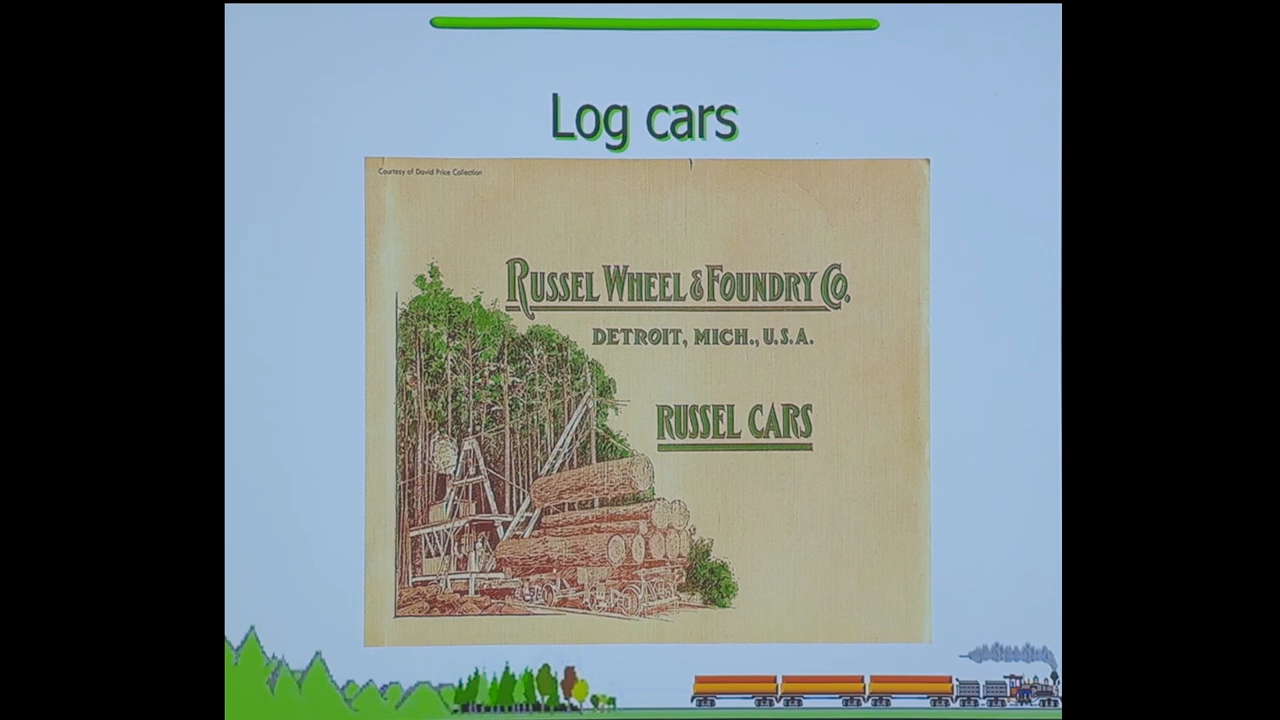 Log cars
Courtesy of David Price Collection
RUSSEL WHEEL & FOUNDRY CO.
DETROIT, MICH., U.S.A.
RUSSEL CARS